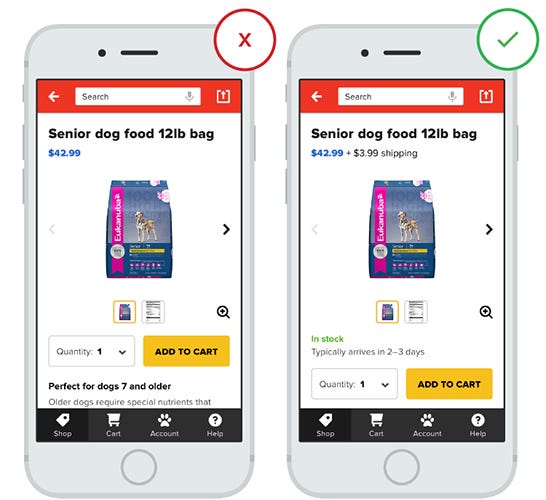 X
Search
Senior dog food 12lb bag
$42.99
Eukanuba
Senior
Quantity: 1
ADD TO CART
Perfect for dogs 7 and older
Older dogs require special nutrients that
Shop Cart Account Help
Search
Senior dog food 12lb bag
$42.99 + $3.99 shipping
Eukanuba
Senior
In stock
Typically arrives in 2–3 days
Quantity: 1
ADD TO CART
Shop Cart Account Help